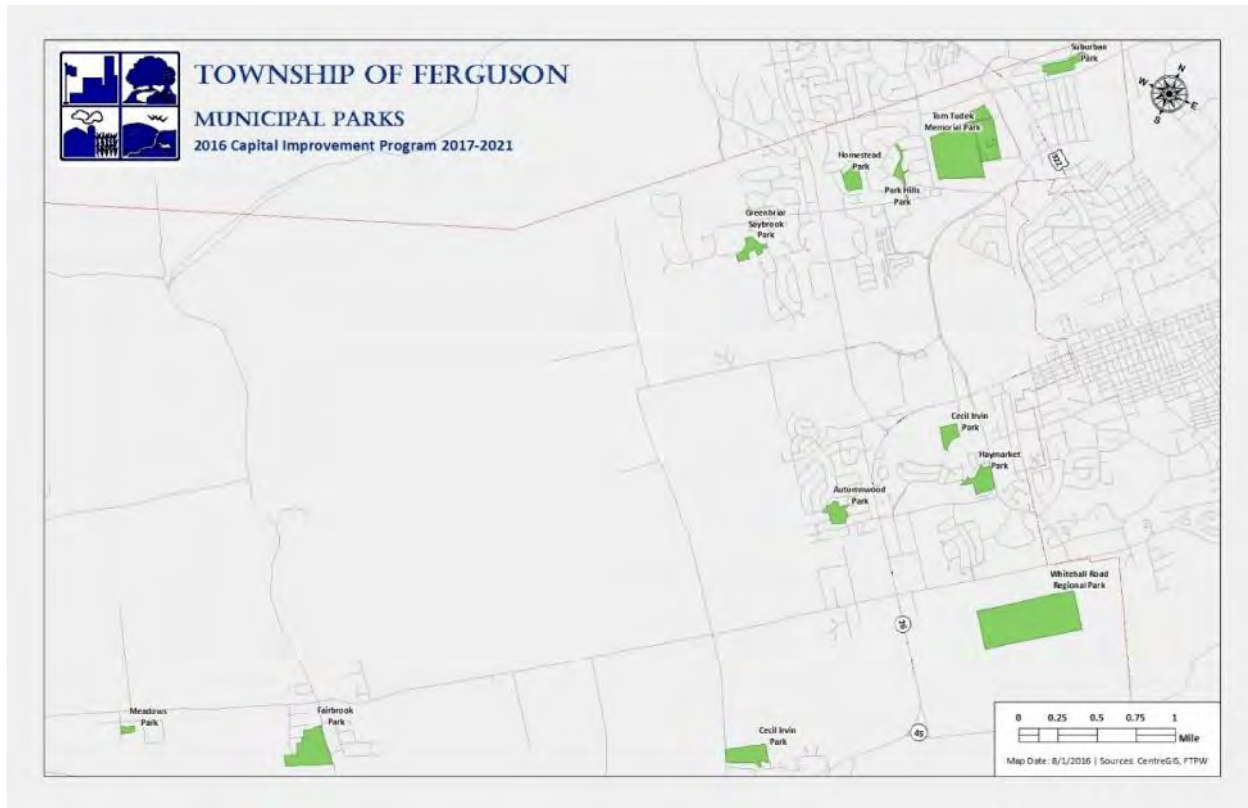 TOWNSHIP OF FERGUSON
MUNICIPAL PARKS
2016 Capital Improvement Program 2017-2021
Suburban
Park
N
W
E
S
Tom Tudek
Memorial Park
322
Homestead
Park
Park Hills
Park
Greenbriar
Saybrook
Park
Cecil Irvin
Park
Haymarket
Park
Autumnwood
Park
Whitehall Road
Regional Park
26
Meadows
Park
Fairbrook
Park
Cecil Irvin
Park
45
0 0.25 0.5 0.75 1
Mile
Map Date: 8/1/2016 | Sources: CentreGIS, FTPW